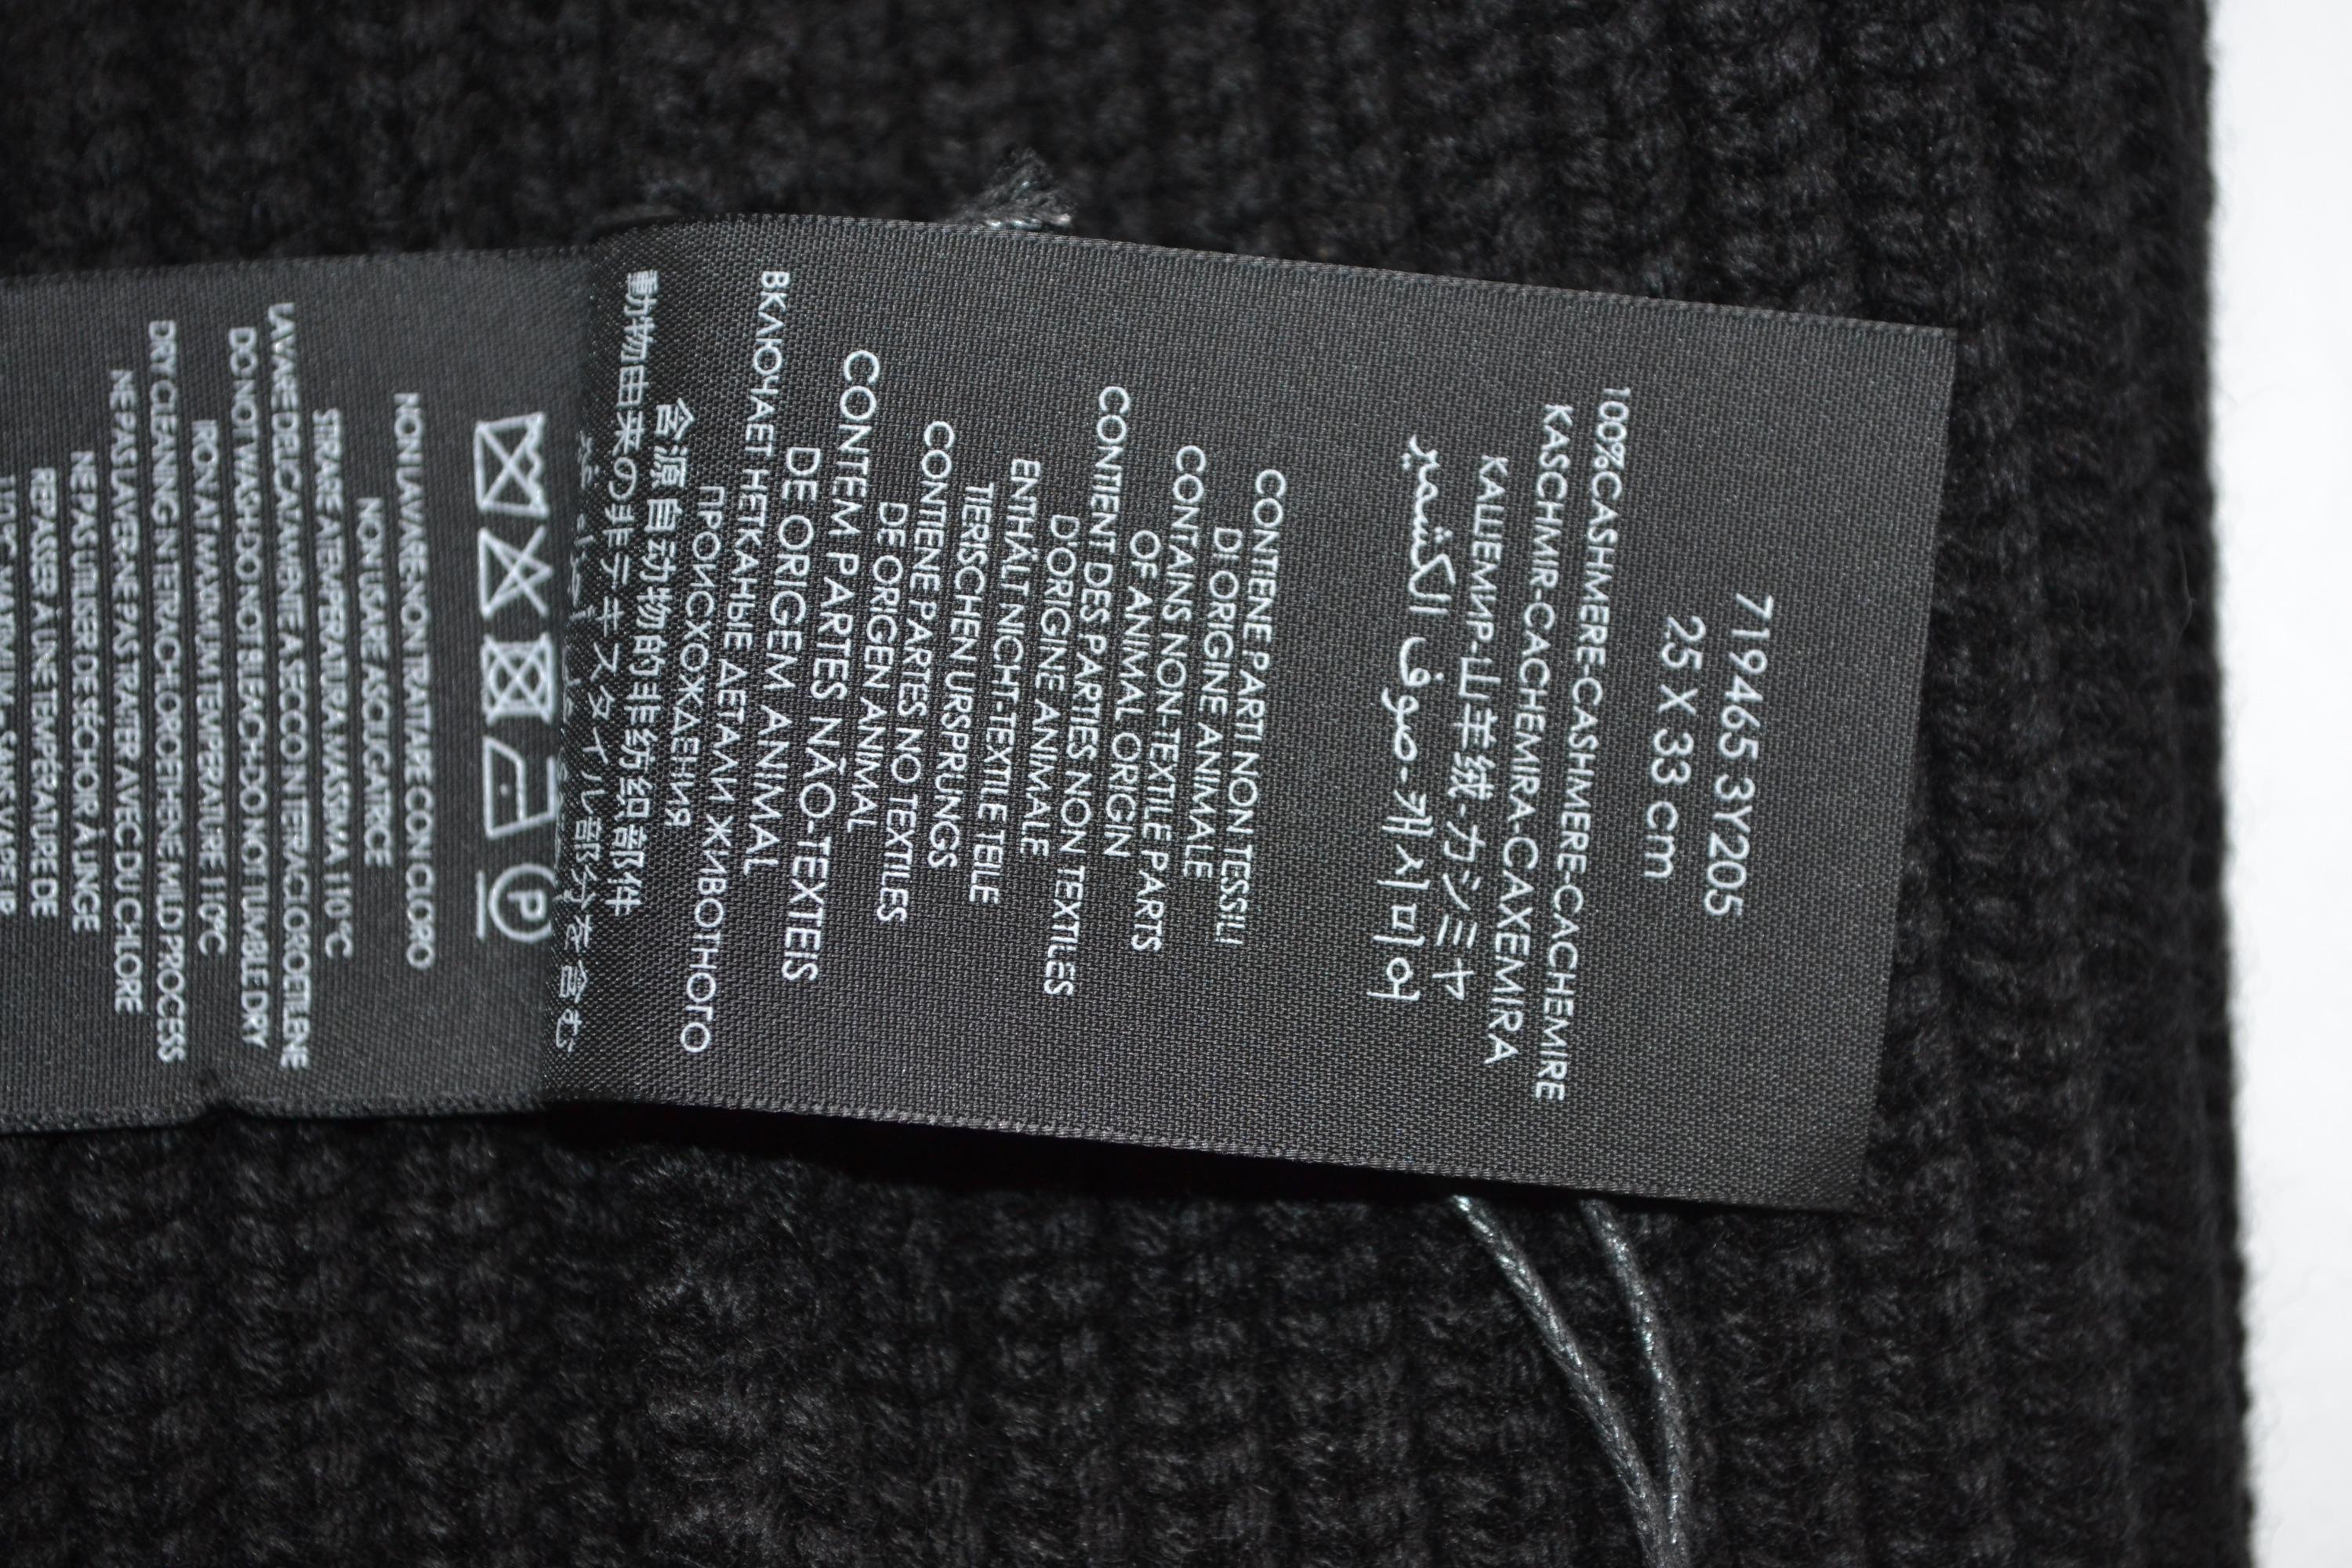 719465 3Y205
25 X 33 cm
100%CASHMERE-CASHMERE-CACHEMIRE
KASCHMIR-CACHEMIRA-CAXEMIRA
КАШЕМИР-山羊绒-カシミヤ
الكشمير صوف-캐시미어
CONTIENE PARTI NON TESSILI
D'ORIGINE ANIMALE
CONTAINS NON-TEXTILE PARTS
OF ANIMAL ORIGIN
CONTIENT DES PARTIES NON TEXTILES
D'ORIGINE ANIMALE
ENTHÄLT NICHT-TEXTILE TEILE
TIERISCHEN URSPRUNGS
CONTIENE PARTES NO TEXTILES
DE ORIGEN ANIMAL
CONTEM PARTES NÃO-TEXTEIS
DE ORIGEM ANIMAL
ВКЛЮЧАЕТ НЕТКАНЫЕ ДЕТАЛИ ЖИВОТНОГО
ПРОИСХОЖДЕНИЯ
含源自动物的非纺织部件
動物由来の非テキスタイル部分を含む
P
NON LAVARE-NON TRATTARE CON CLORO
NON USARE ASCIUGATRICE
STIRARE A TEMPERATURA MASSIMA 110°C
LAVARE DELICATAMENTE A SECCO IN TETRACLOROETILENE
DO NOT WASH-DO NOT BLEACH-DO NOT TUMBLE DRY
IRON AT MAXIMUM TEMPERATURE 110°C
DRY CLEANING IN TETRACHLOROETHENE MILD PROCESS
NE PAS LAVER-NE PAS TRAITER AVEC DU CHLORE
NE PAS UTILISER DE SÉCHOIR À LINGE
REPASSER À UNE TEMPÉRATURE DE